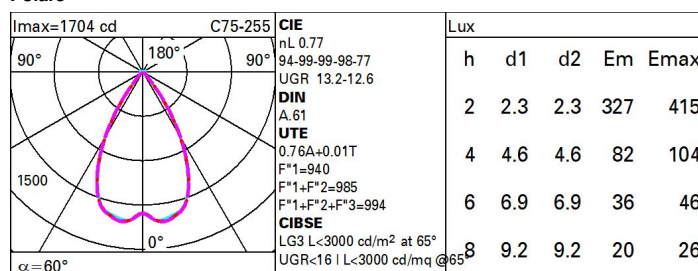 Imax=1704 cd C75-255
90° 180° 90°
1500
0°
α=60°
CIE
nL 0.77
94-99-99-98-77
UGR 13.2-12.6
DIN
A.61
UTE
0.76A+0.01T
F"1=940
F"1+F"2=985
F"1+F"2+F"3=994
CIBSE
LG3 L<3000 cd/m² at 65°
UGR<16 | L<3000 cd/mq @65°
Lux
h d1 d2 Em Emax
2 2.3 2.3 327 415
4 4.6 4.6 82 104
6 6.9 6.9 36 46
8 9.2 9.2 20 26